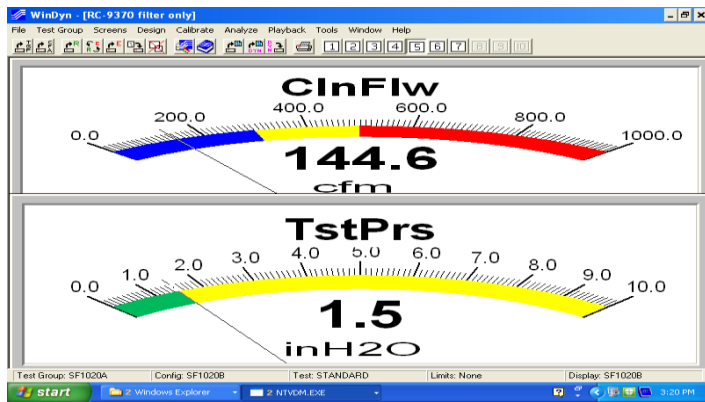 WinDyn - [RC-9370 filter only]
File Test Group Screens Design Calibrate Analyze Playback Tools Window Help
1 2 3 4 5 6 7 8 9 10
ClnFlw
0.0 200.0 400.0 600.0 800.0 1000.0
144.6
cfm
TstPrs
0.0 1.0 2.0 3.0 4.0 5.0 6.0 7.0 8.0 9.0 10.0
1.5
inH2O
Test Group: SF1020A Config: SF1020B Test: STANDARD Limits: None Display: SF1020B
start 2 Windows Explorer 2 NTVDM.EXE 3:20 PM